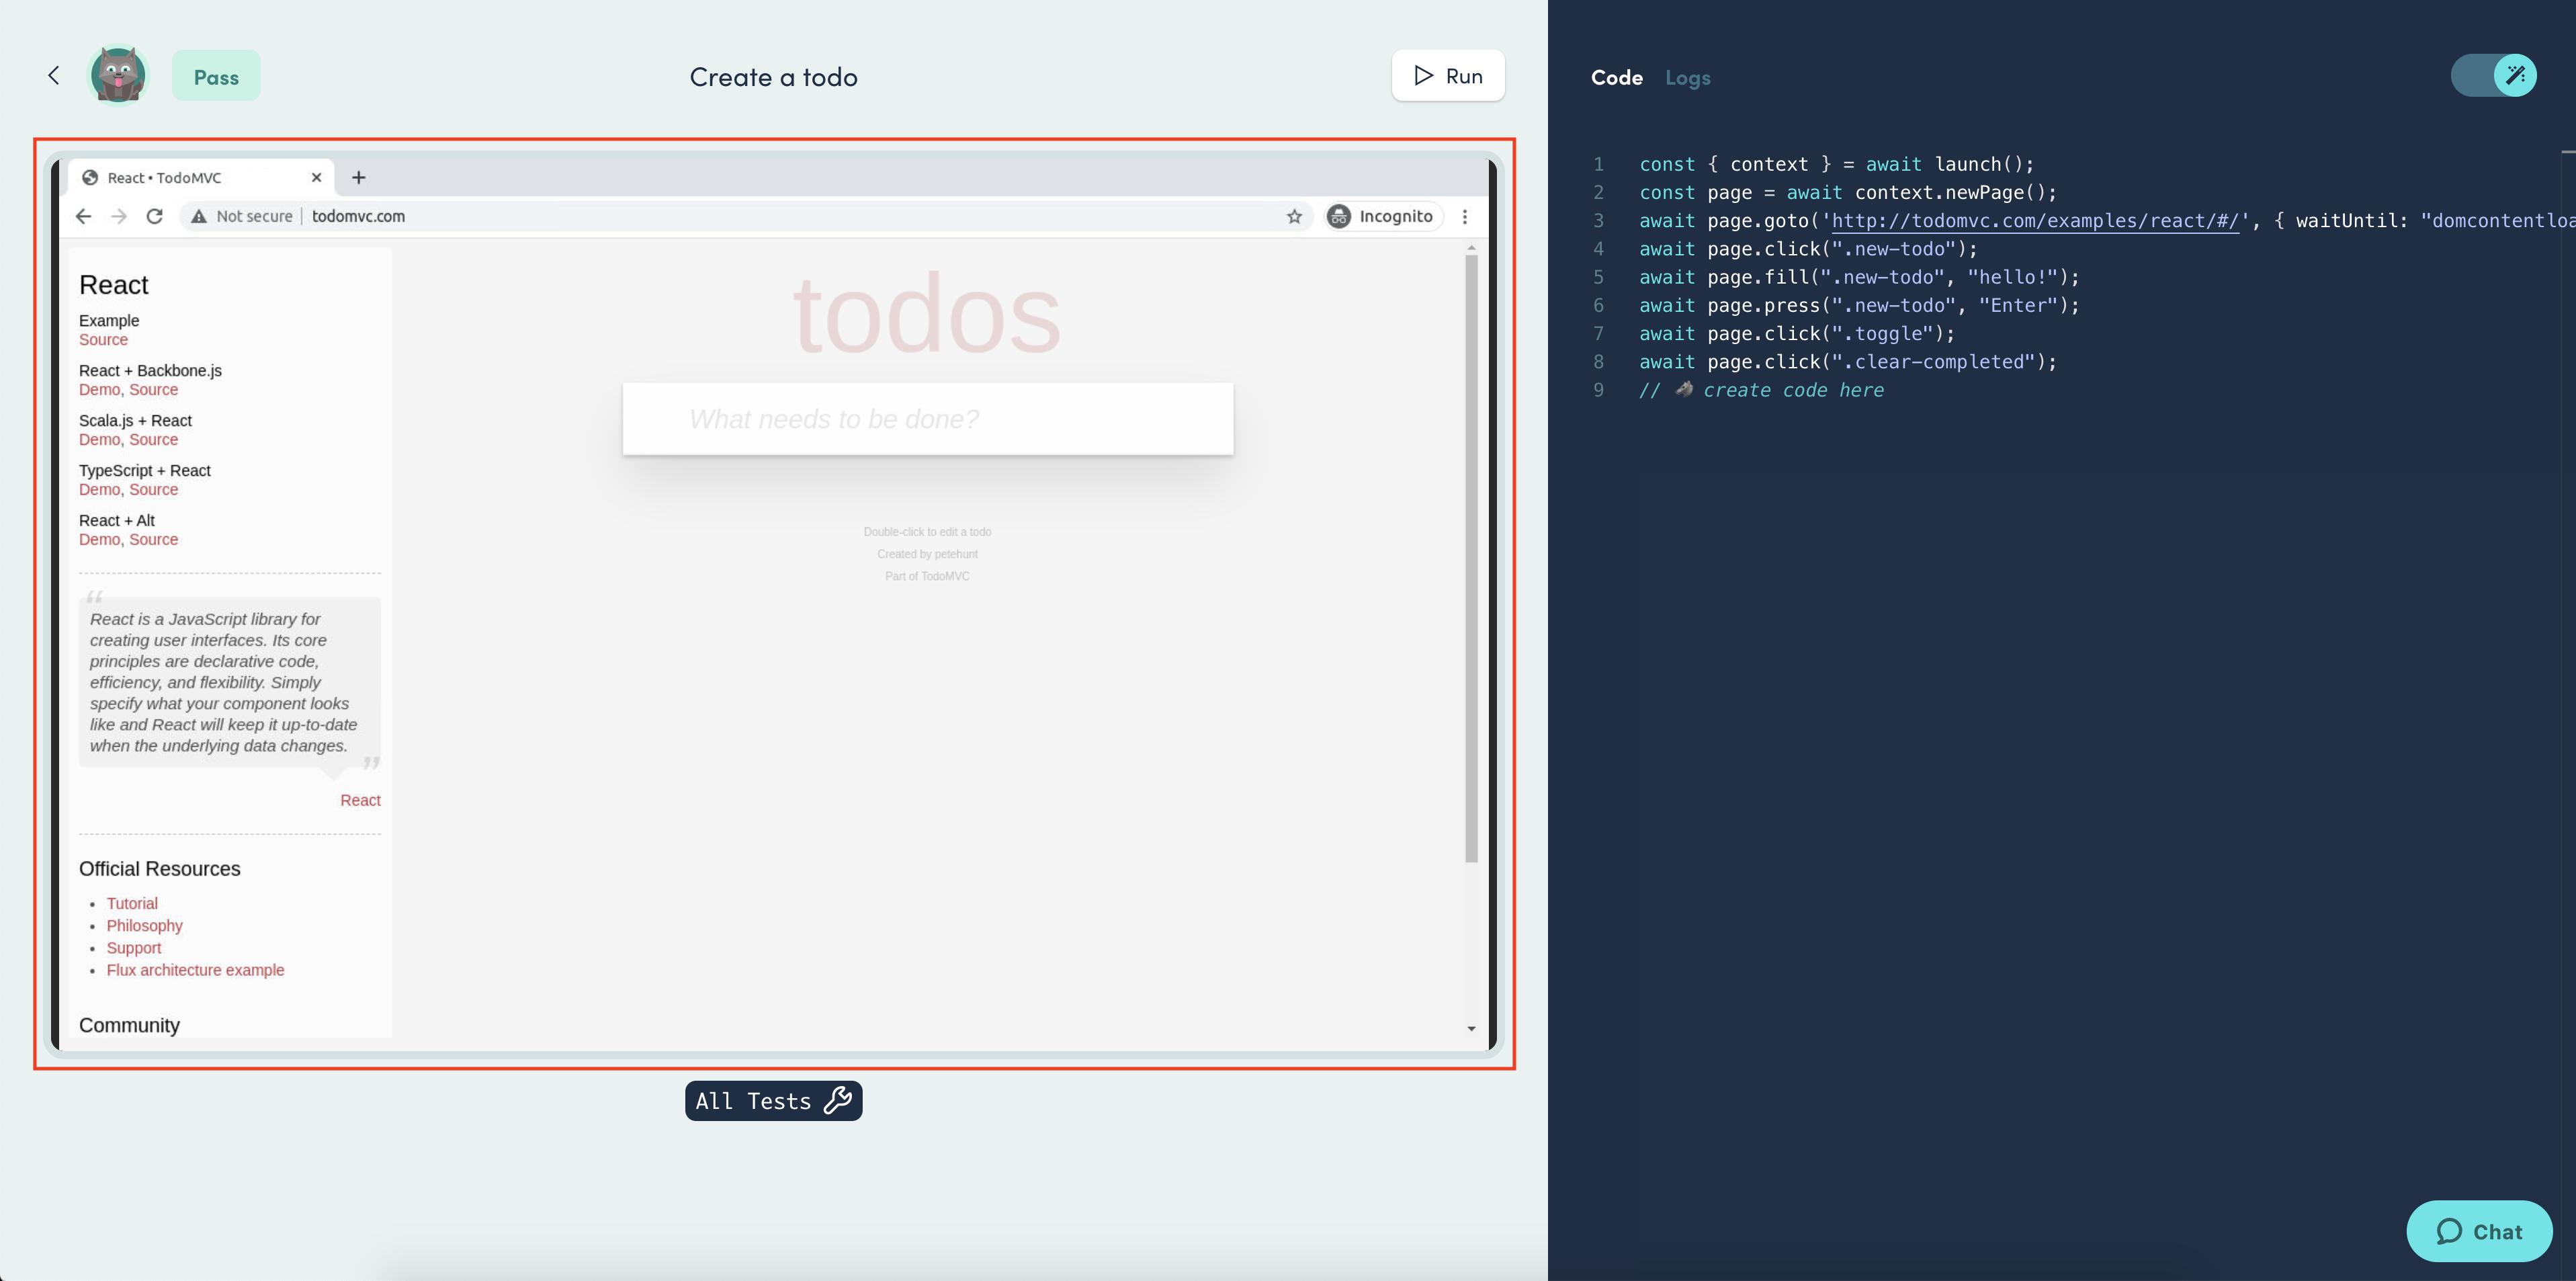 Pass
Create a todo
Run
React • TodoMVC
Not secure
todomvc.com
Incognito
React
Example
Source
React + Backbone.js
Demo, Source
Scala.js + React
Demo, Source
TypeScript + React
Demo, Source
React + Alt
Demo, Source
“
React is a JavaScript library for
creating user interfaces. Its core
principles are declarative code,
efficiency, and flexibility. Simply
specify what your component looks
like and React will keep it up-to-date
when the underlying data changes.
”
React
Official Resources
• Tutorial
• Philosophy
• Support
• Flux architecture example
Community
todos
What needs to be done?
Double-click to edit a todo
Created by petehunt
Part of TodoMVC
All Tests
Code Logs
1 const { context } = await launch();
2 const page = await context.newPage();
3 await page.goto('http://todomvc.com/examples/react/#/', { waitUntil: "domcontentloa
4 await page.click(".new-todo");
5 await page.fill(".new-todo", "hello!");
6 await page.press(".new-todo", "Enter");
7 await page.click(".toggle");
8 await page.click(".clear-completed");
9 // 🐺 create code here
Chat